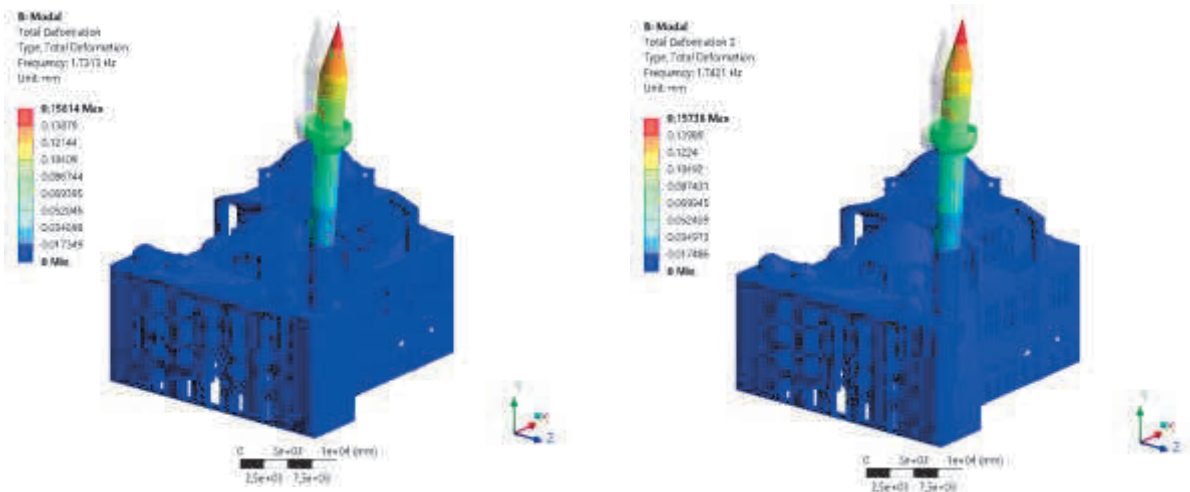 B: Modal
Total Deformation
Type: Total Deformation
Frequency: 1.7313 Hz
Unit: mm
0.15614 Max
0.13879
0.12144
0.10409
0.086744
0.069395
0.052046
0.034698
0.017349
0 Min
0 5e+03 1e+04 (mm)
2.5e+03 7.5e+03
Y
X
Z
B: Modal
Total Deformation 2
Type: Total Deformation
Frequency: 1.7421 Hz
Unit: mm
0.15738 Max
0.13989
0.1224
0.10492
0.087431
0.069945
0.052459
0.034973
0.017486
0 Min
0 5e+03 1e+04 (mm)
2.5e+03 7.5e+03
Y
X
Z